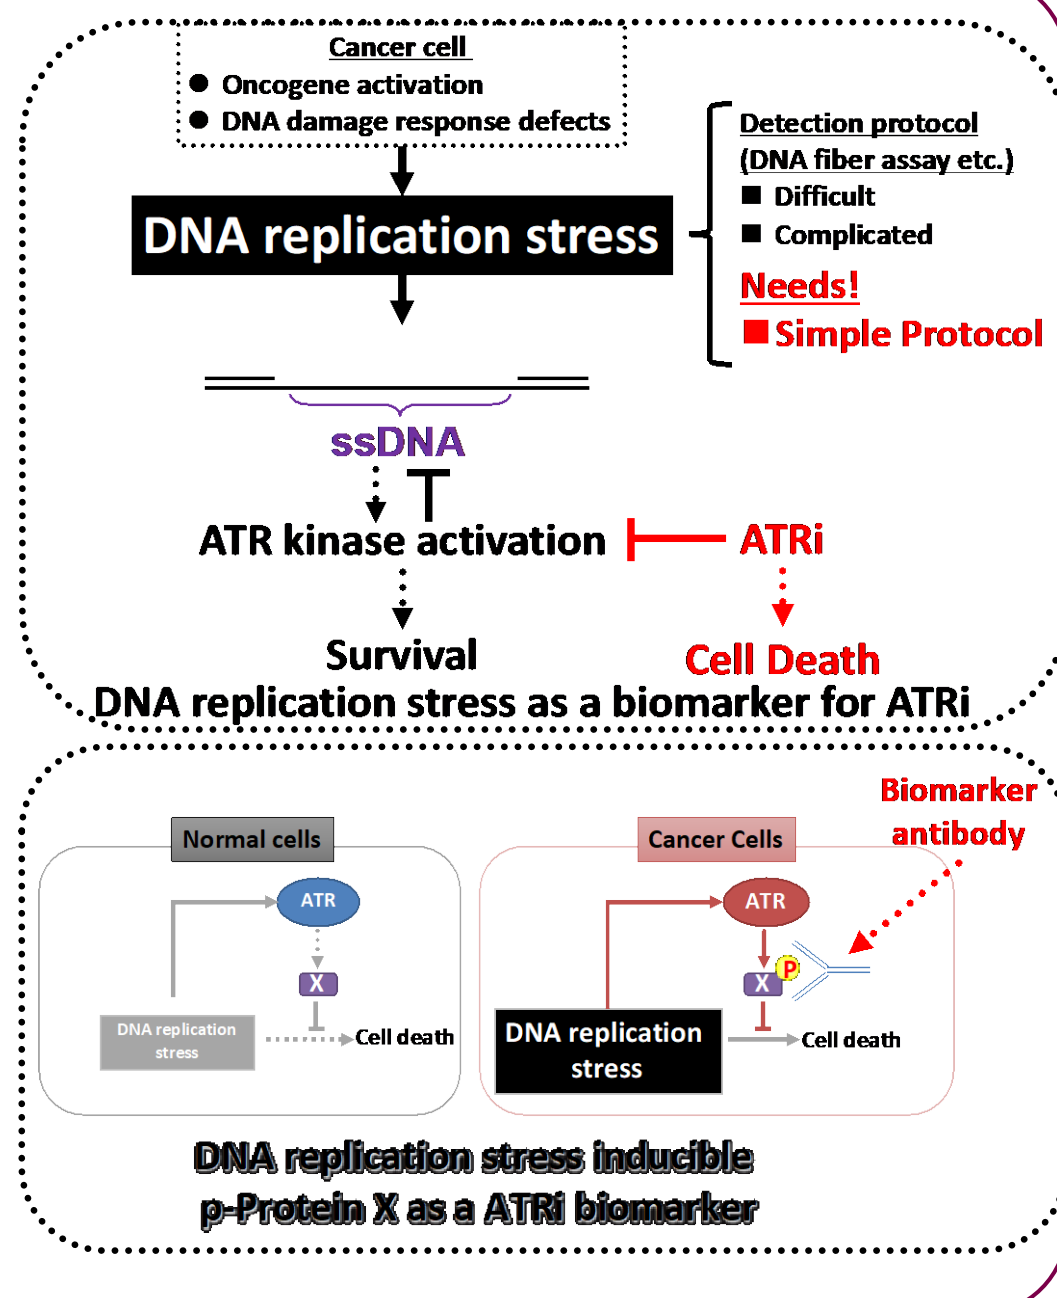 Cancer cell
● Oncogene activation
● DNA damage response defects
DNA replication stress
Detection protocol
(DNA fiber assay etc.)
■ Difficult
■ Complicated
Needs!
■ Simple Protocol
ssDNA
ATR kinase activation
ATRi
Survival
Cell Death
DNA replication stress as a biomarker for ATRi
Biomarker
antibody
Normal cells
ATR
X
DNA replication
stress
Cell death
Cancer Cells
ATR
X
P
DNA replication
stress
Cell death
DNA replication stress inducible
p-Protein X as a ATRi biomarker